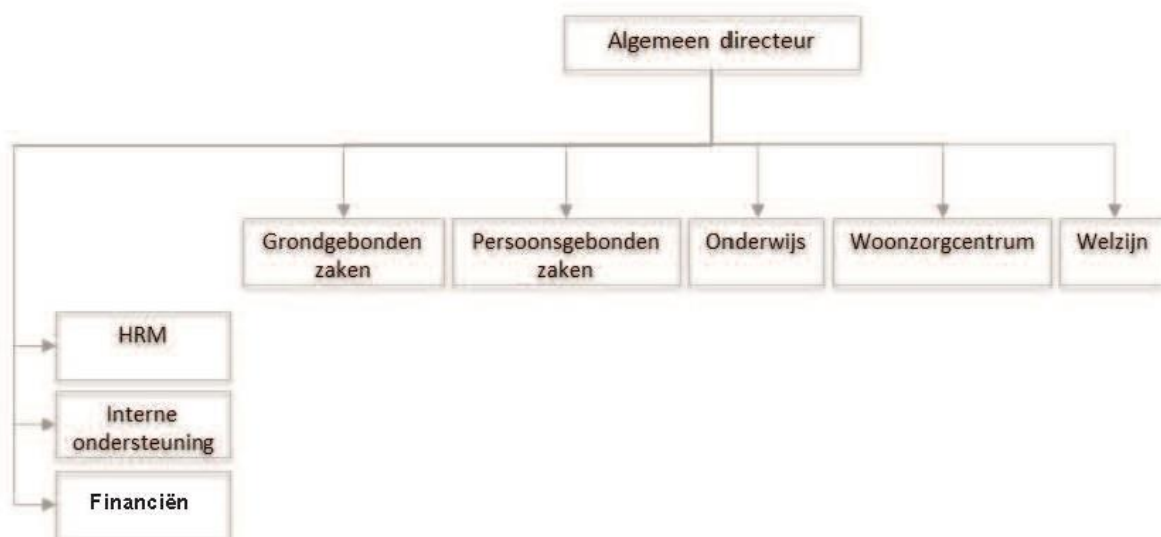 Algemeen directeur
Grondgebonden
zaken
Persoonsgebonden
zaken
Onderwijs
Woonzorgcentrum
Welzijn
HRM
Interne
ondersteuning
Financiën